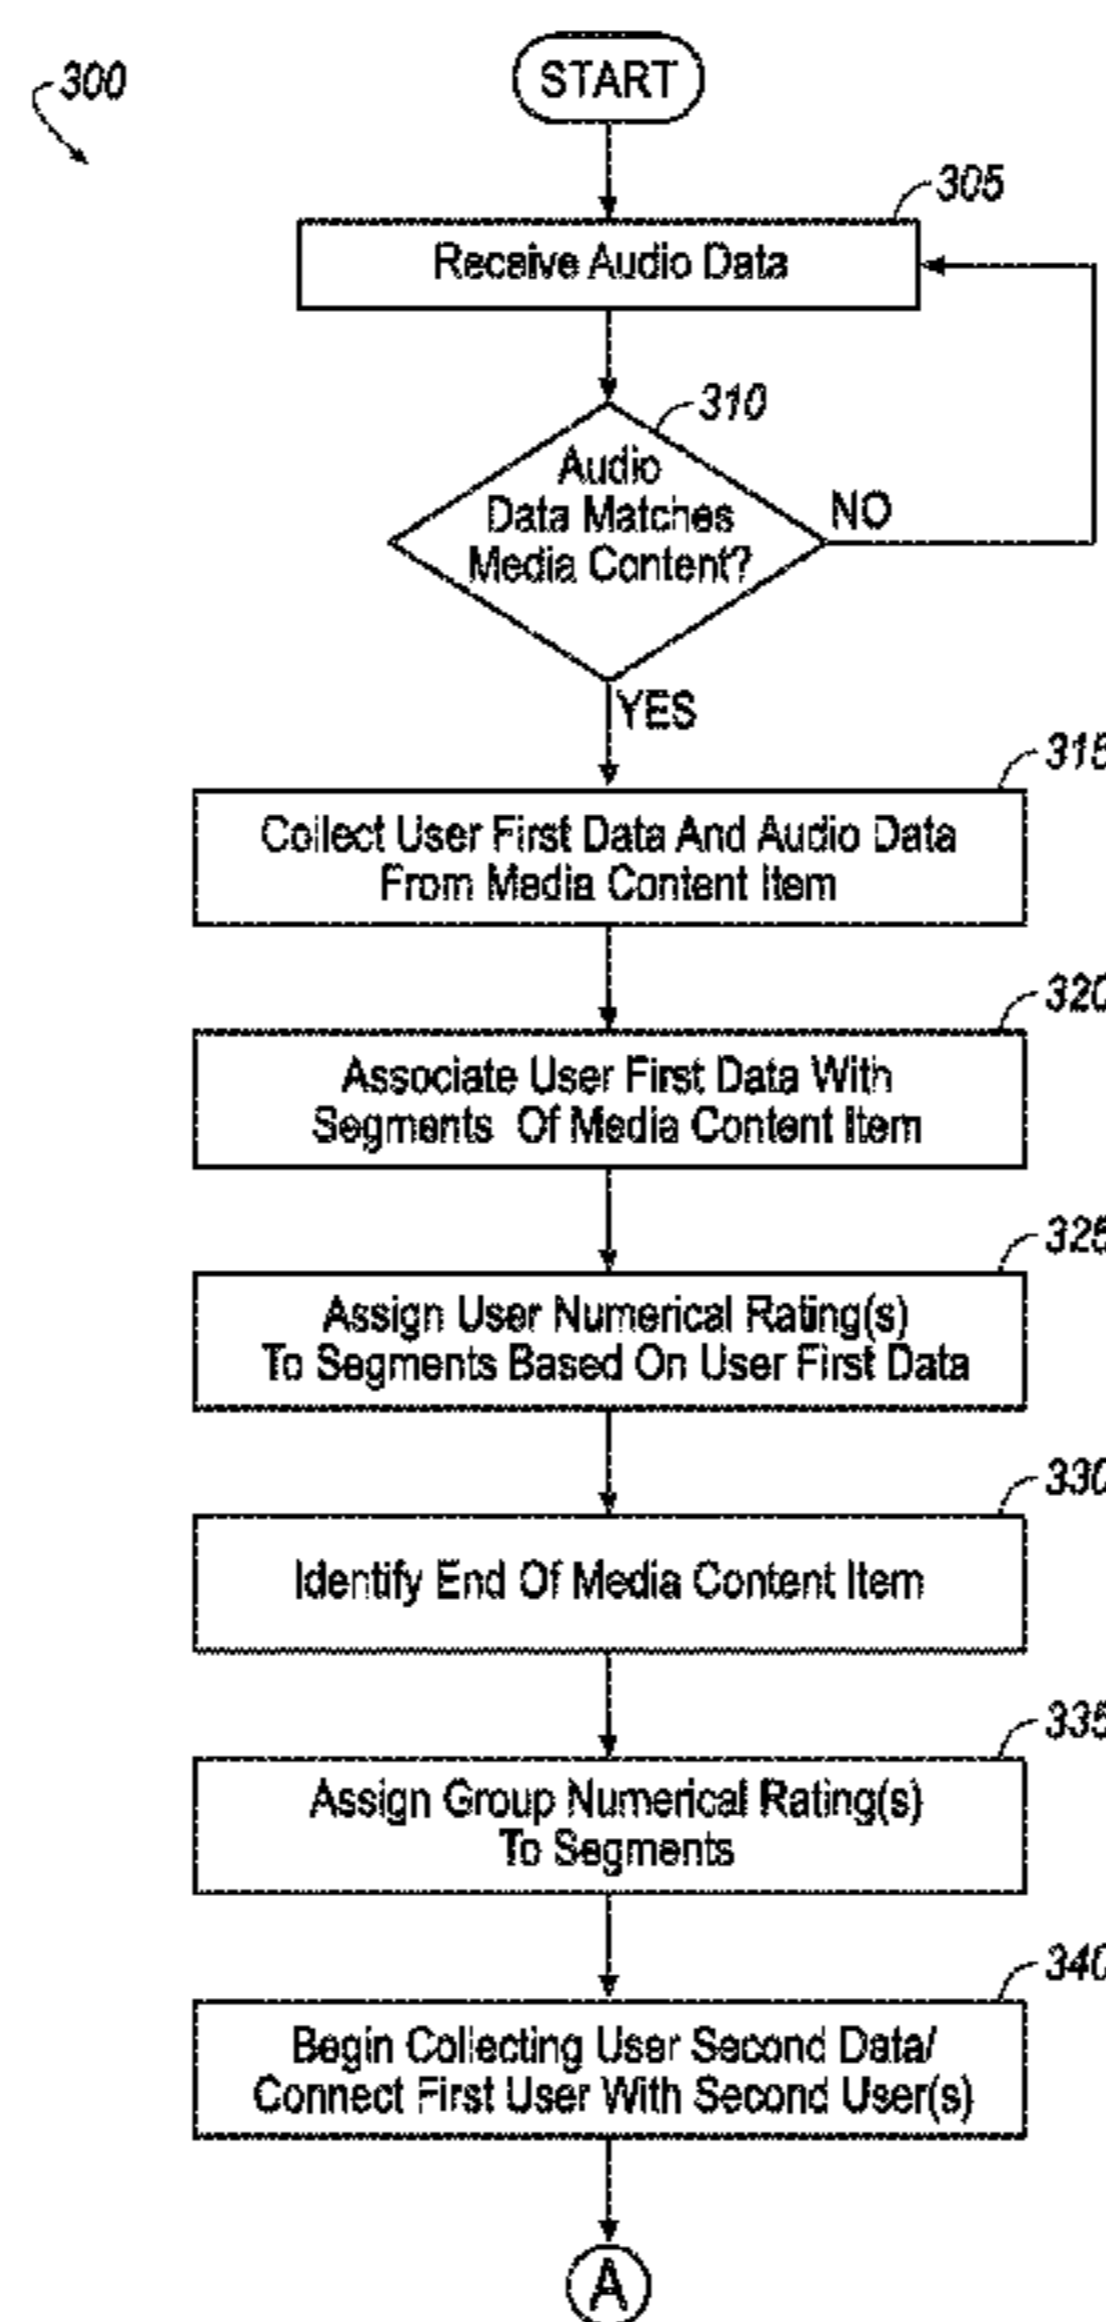 300
START
305
Receive Audio Data
310
Audio
Data Matches
Media Content?
NO
YES
315
Collect User First Data And Audio Data
From Media Content Item
320
Associate User First Data With
Segments Of Media Content Item
325
Assign User Numerical Rating(s)
To Segments Based On User First Data
330
Identify End Of Media Content Item
335
Assign Group Numerical Rating(s)
To Segments
340
Begin Collecting User Second Data/
Connect First User With Second User(s)
A